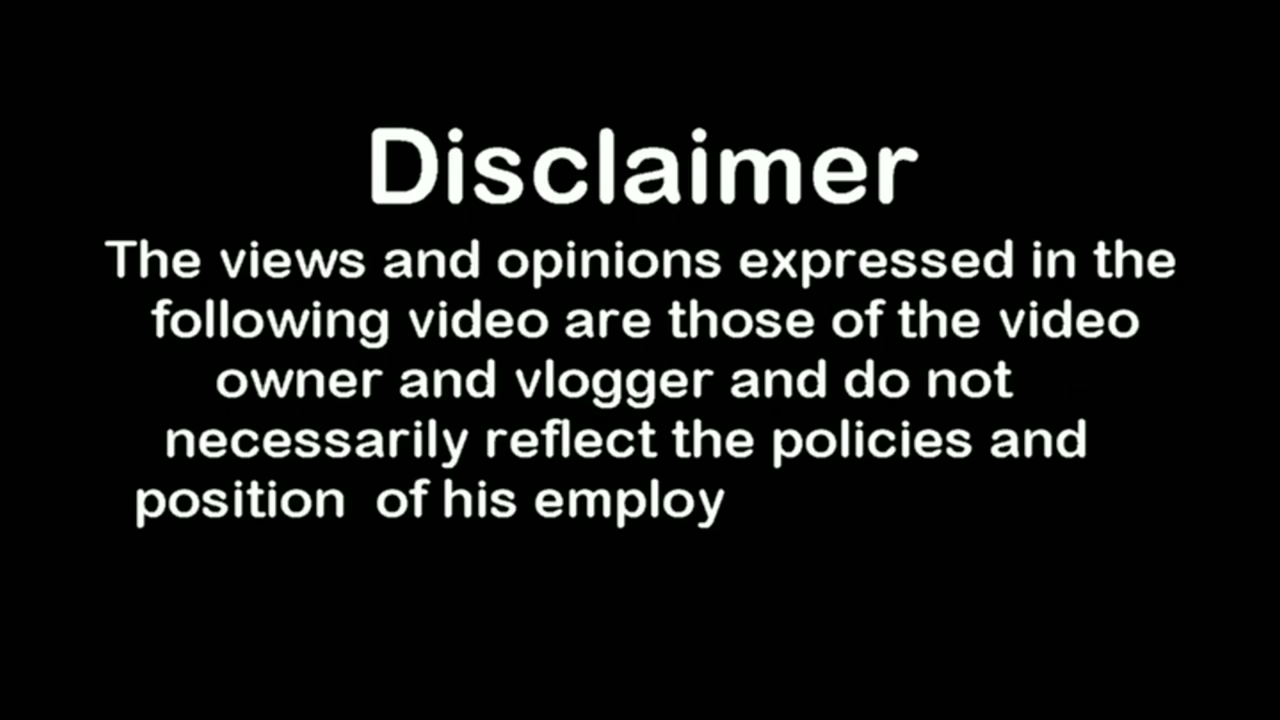 Disclaimer
The views and opinions expressed in the
following video are those of the video
owner and vlogger and do not
necessarily reflect the policies and
position  of his employ